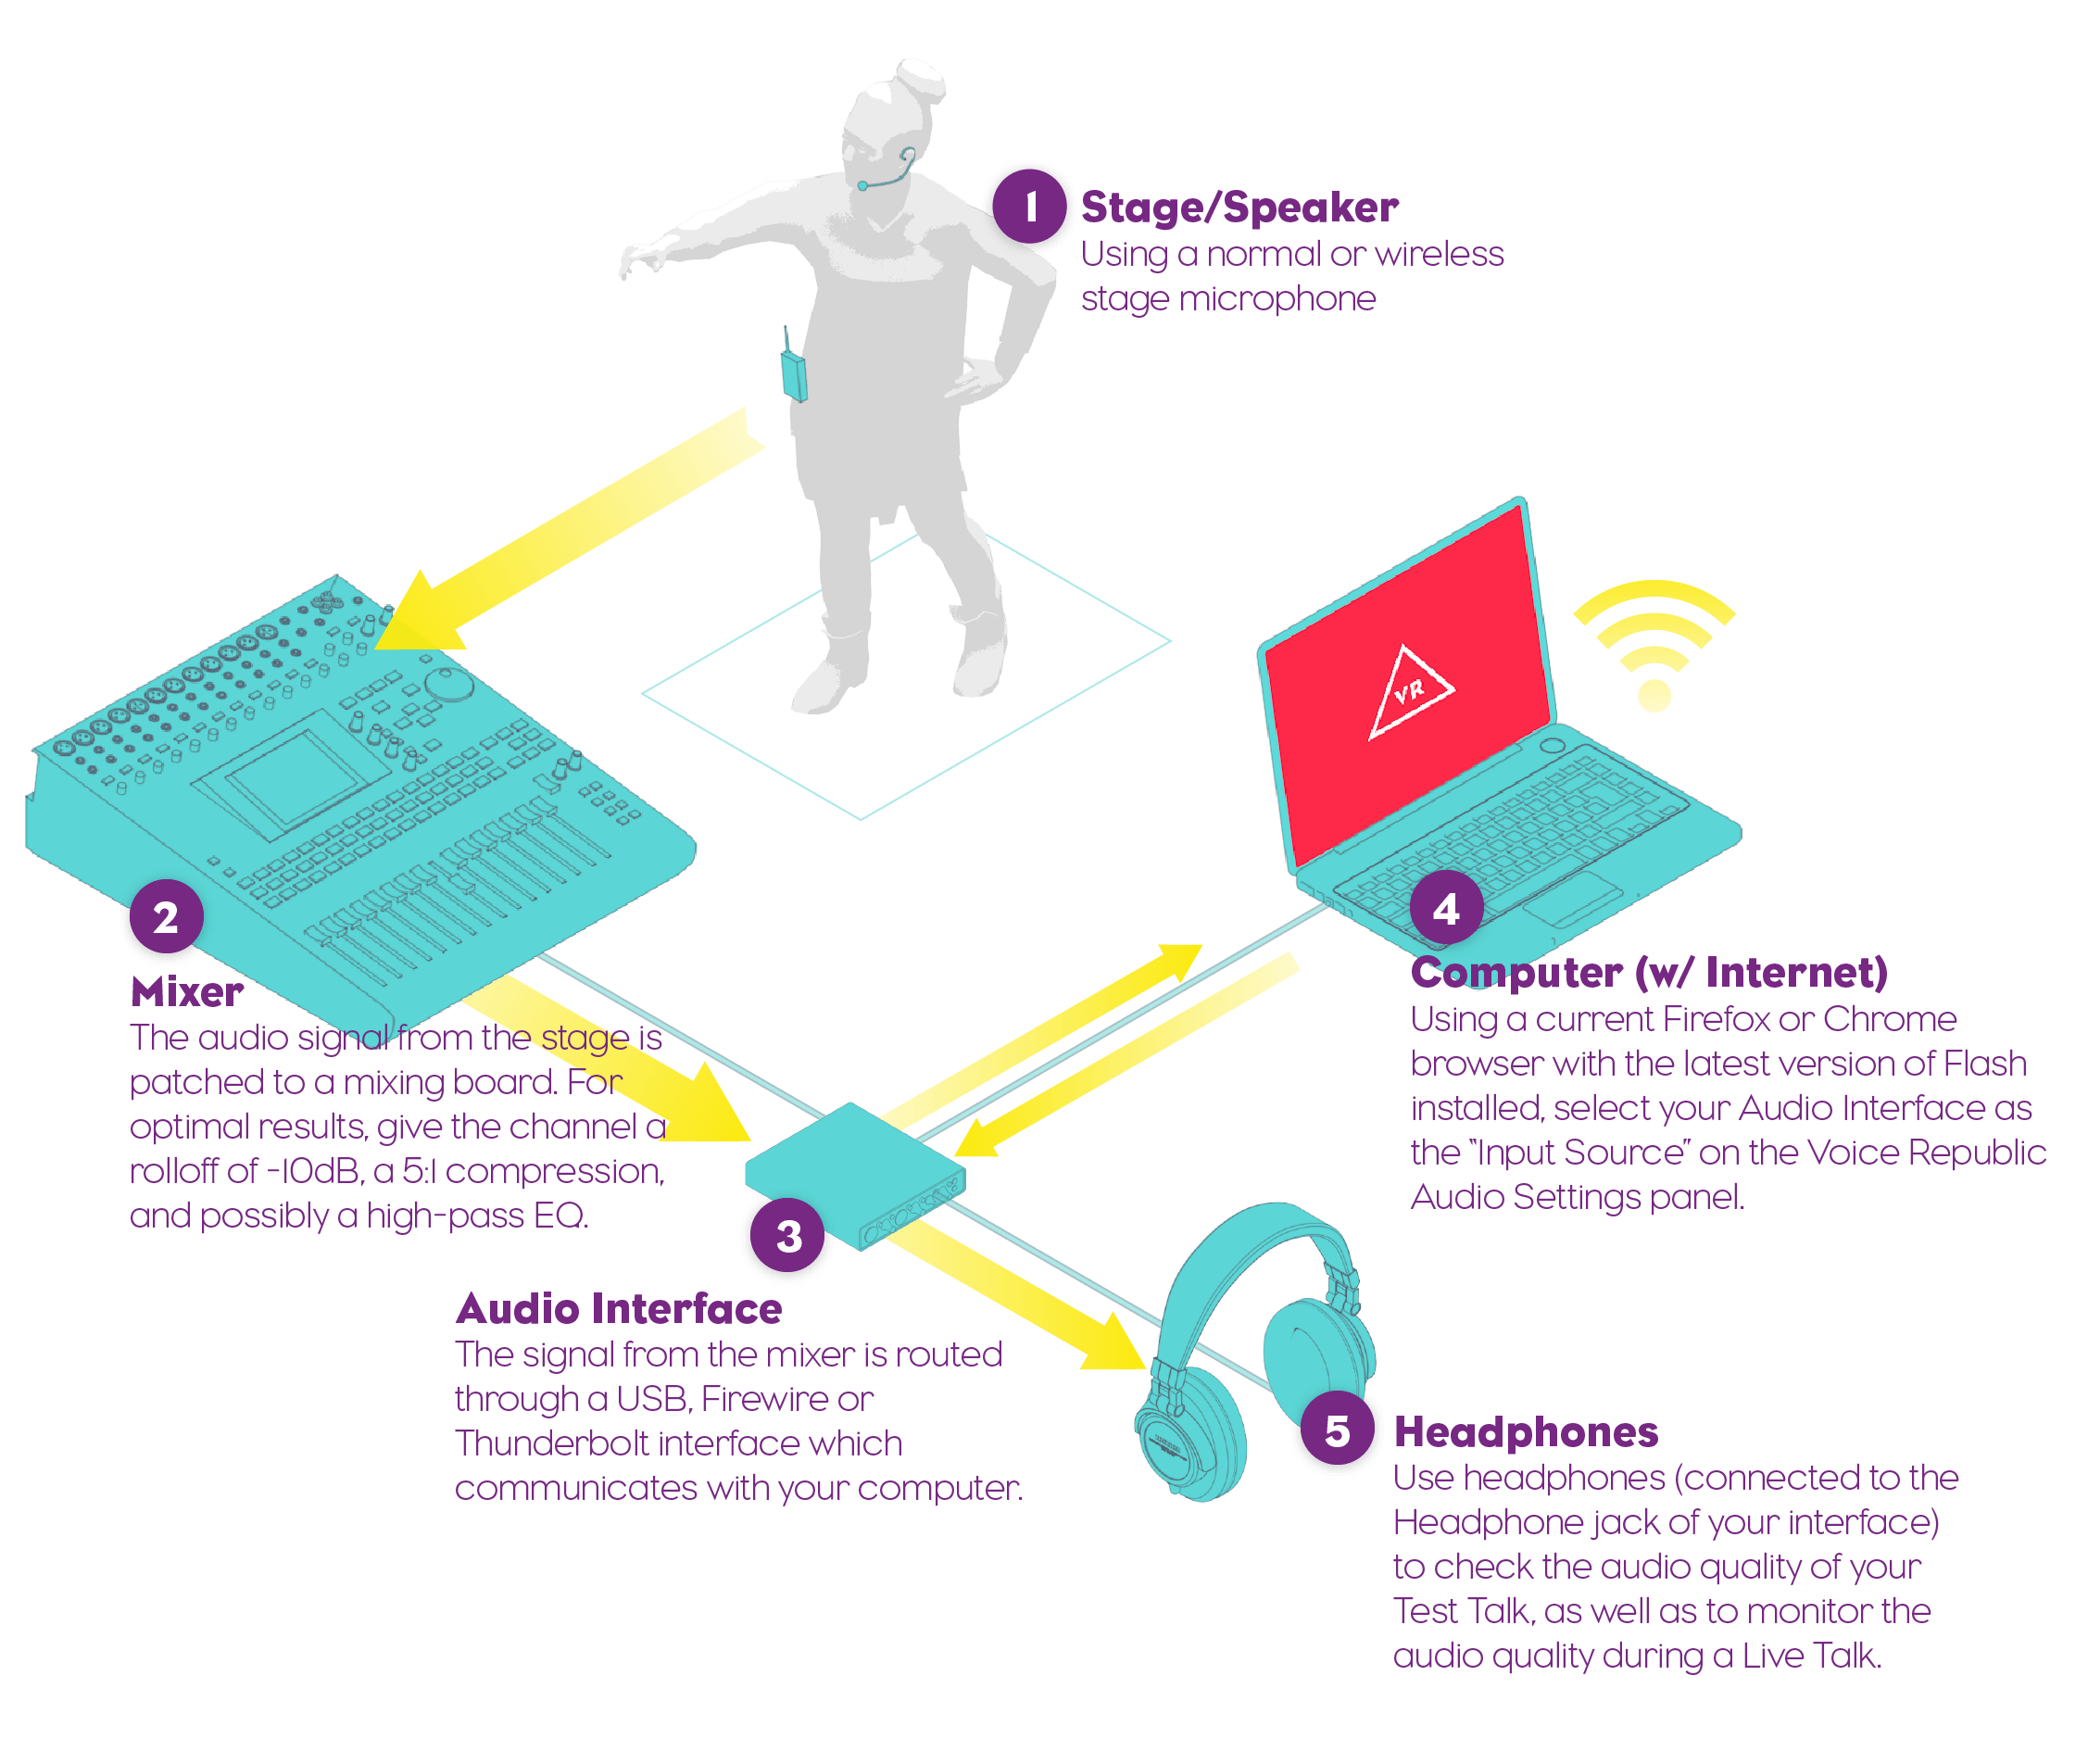 1
Stage/Speaker
Using a normal or wireless
stage microphone
VR
2
Mixer
The audio signal from the stage is
patched to a mixing board. For
optimal results, give the channel a
rolloff of -10dB, a 5:1 compression,
and possibly a high-pass EQ.
3
Audio Interface
The signal from the mixer is routed
through a USB, Firewire or
Thunderbolt interface which
communicates with your computer.
4
Computer (w/ Internet)
Using a current Firefox or Chrome
browser with the latest version of Flash
installed, select your Audio Interface as
the "Input Source" on the Voice Republic
Audio Settings panel.
5
Headphones
Use headphones (connected to the
Headphone jack of your interface)
to check the audio quality of your
Test Talk, as well as to monitor the
audio quality during a Live Talk.